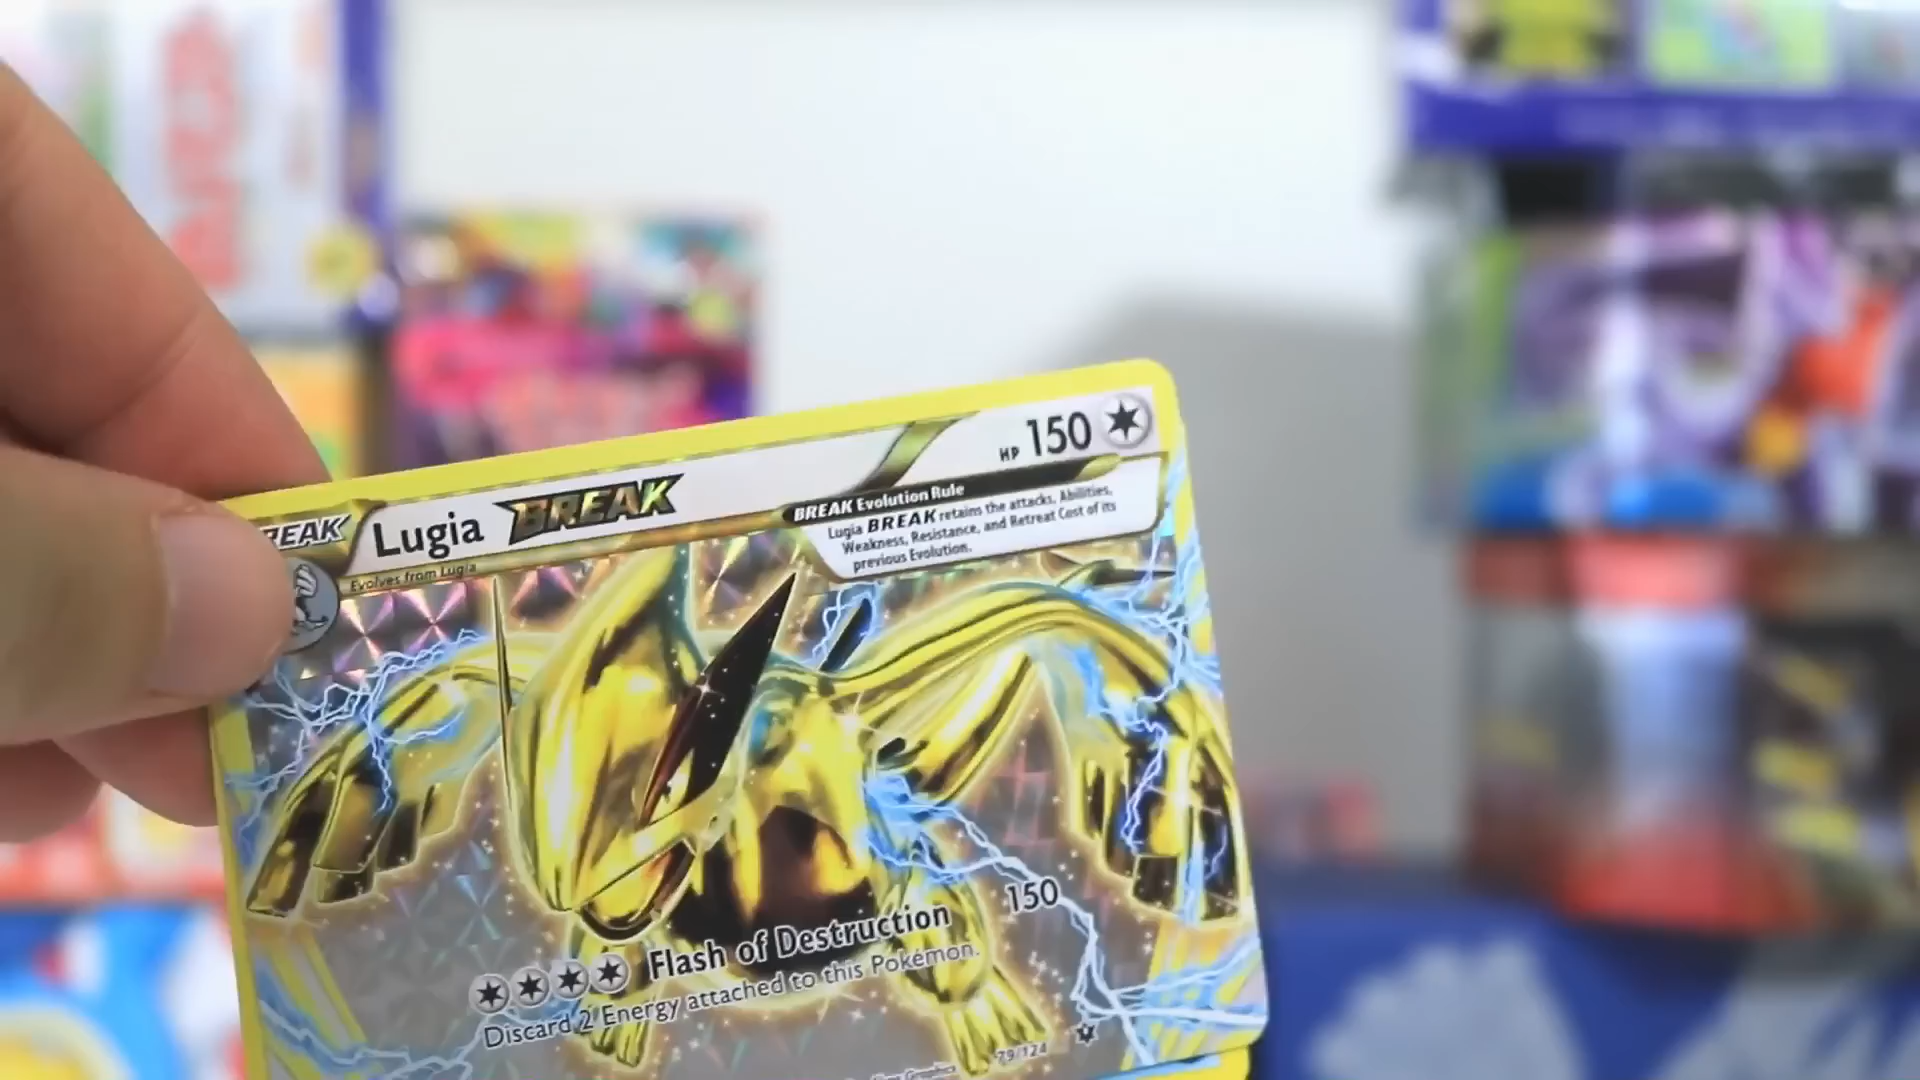 BREAK Lugia BREAK HP 150
Evolves from Lugia
BREAK Evolution Rule
Lugia BREAK retains the attacks, Abilities,
Weakness, Resistance, and Retreat Cost of its
previous Evolution.
Flash of Destruction 150
Discard 2 Energy attached to this Pokémon.
79/124